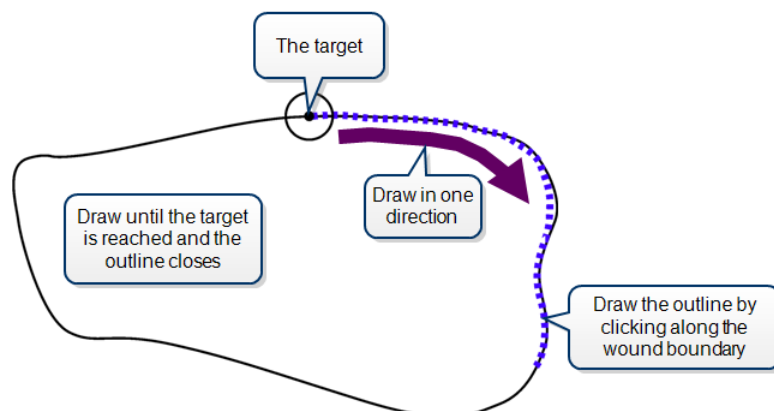 The target
Draw in one
direction
Draw until the target
is reached and the
outline closes
Draw the outline by
clicking along the
wound boundary